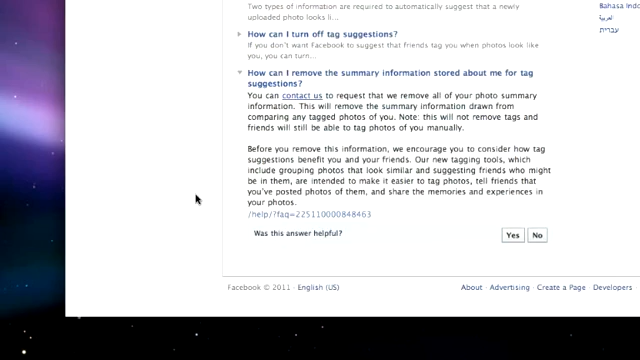 Two types of information are required to automatically suggest that a newly
uploaded photo looks li...
How can I turn off tag suggestions?
If you don't want Facebook to suggest that friends tag you when photos look like
you, you can turn...
How can I remove the summary information stored about me for tag
suggestions?
You can contact us to request that we remove all of your photo summary
information. This will remove the summary information drawn from
comparing any tagged photos of you. Note: this will not remove tags and
friends will still be able to tag photos of you manually.
Before you remove this information, we encourage you to consider how tag
suggestions benefit you and your friends. Our new tagging tools, which
include grouping photos that look similar and suggesting friends who might
be in them, are intended to make it easier to tag photos, tell friends that
you've posted photos of them, and share the memories and experiences in
your photos.
/help/?faq=225110000848463
Was this answer helpful?
Yes No
Facebook © 2011 · English (US)
About · Advertising · Create a Page · Developers ·
Bahasa Indo
العربية
עברית